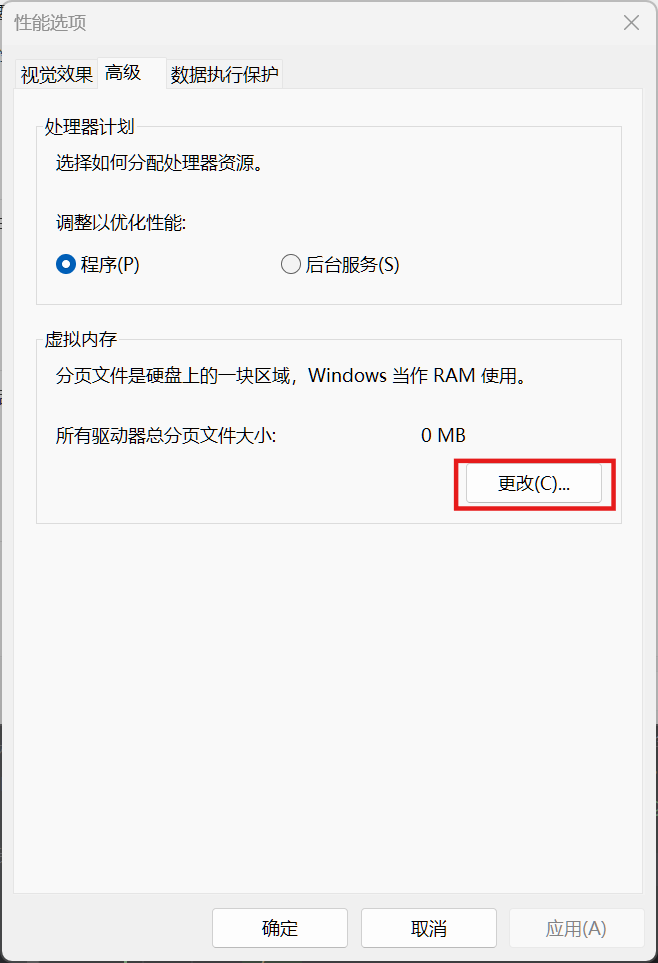 性能选项
视觉效果 高级 数据执行保护
处理器计划
选择如何分配处理器资源。
调整以优化性能:
程序(P) 后台服务(S)
虚拟内存
分页文件是硬盘上的一块区域，Windows 当作 RAM 使用。
所有驱动器总分页文件大小: 0 MB
更改(C)...
确定 取消 应用(A)